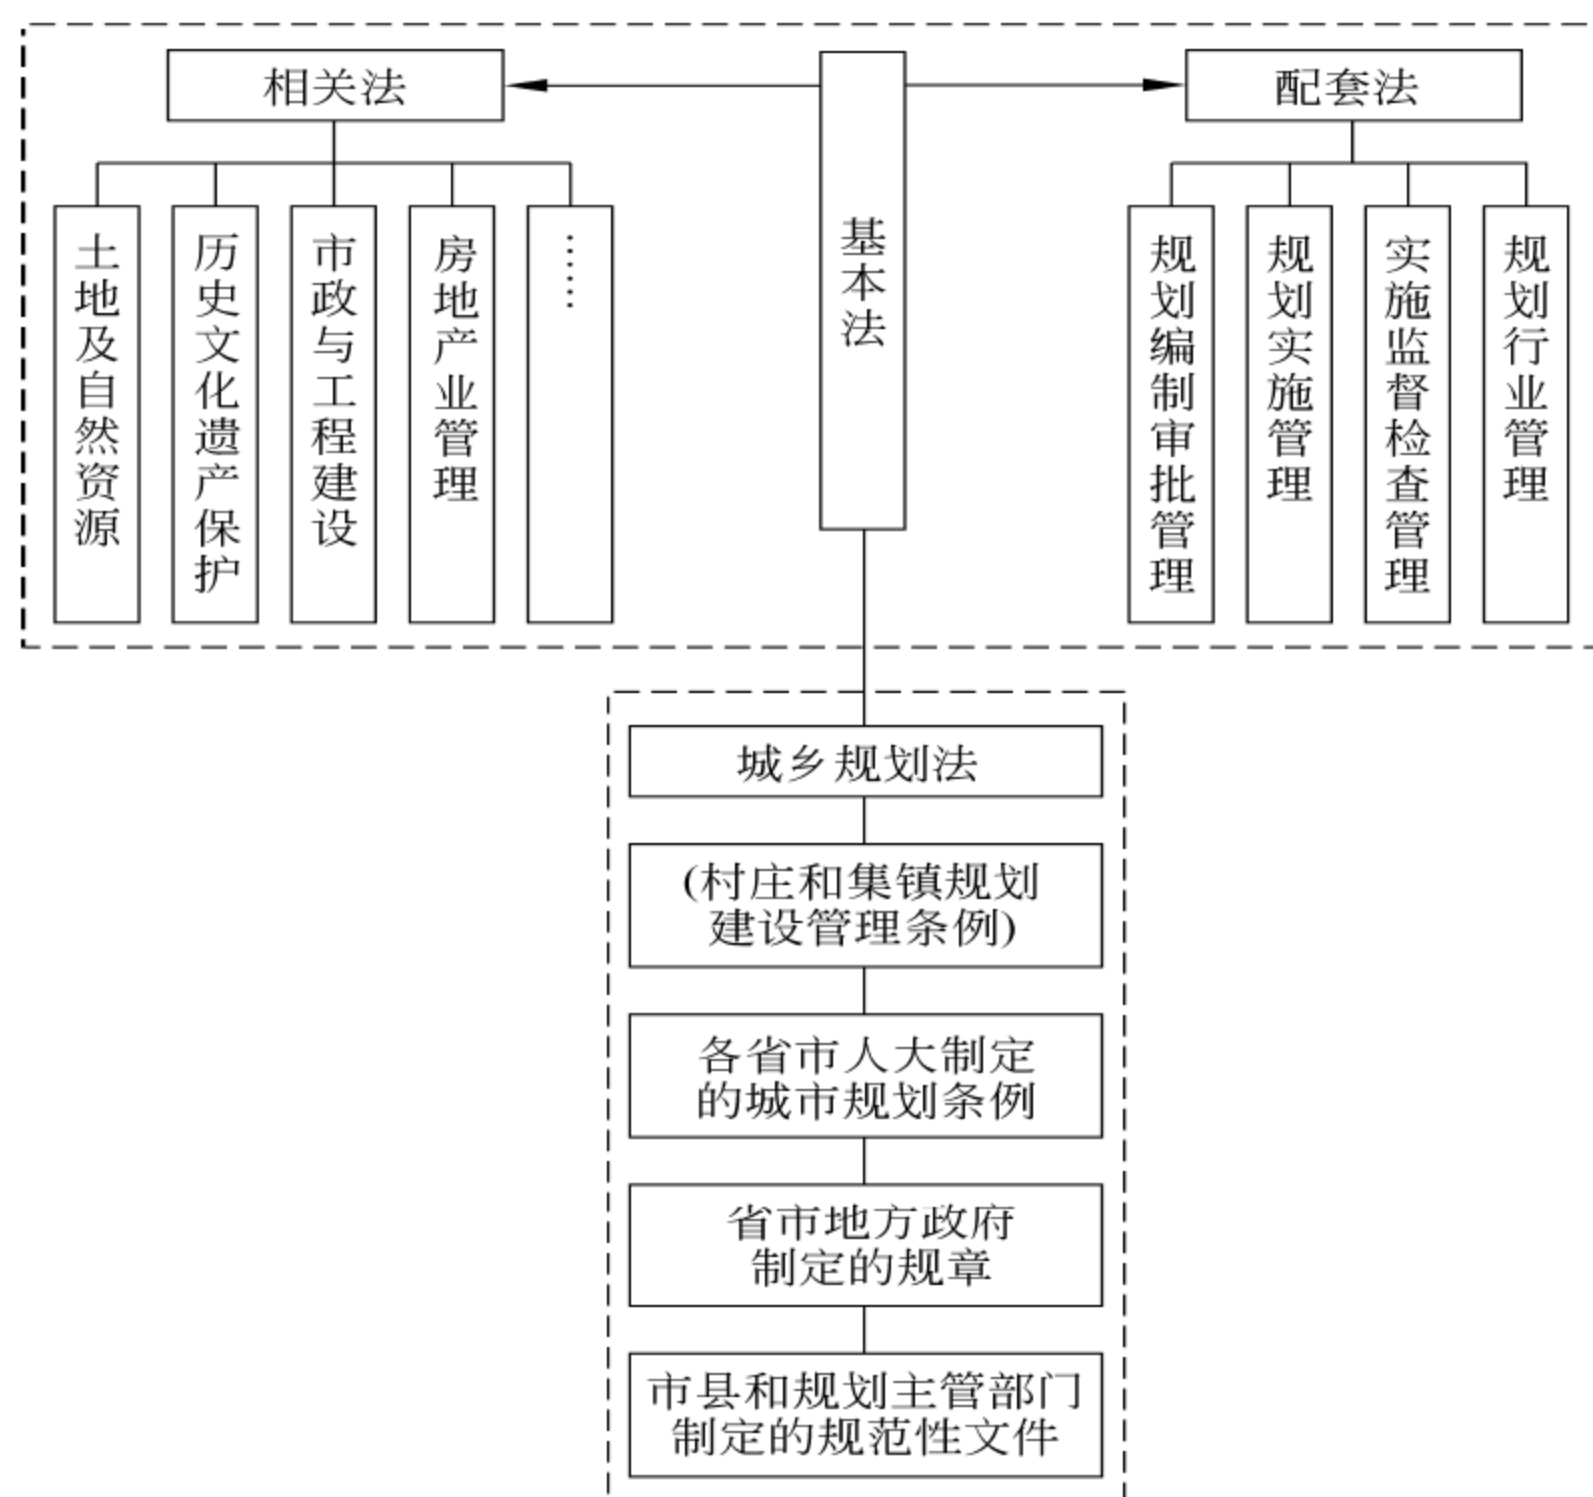 相关法
基本法
配套法
土地及自然资源
历史文化遗产保护
市政与工程建设
房地产业管理
……
规划编制审批管理
规划实施管理
实施监督检查管理
规划行业管理
城乡规划法
(村庄和集镇规划
建设管理条例)
各省市人大制定
的城市规划条例
省市地方政府
制定的规章
市县和规划主管部门
制定的规范性文件